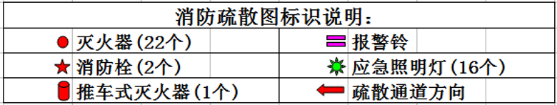 消防疏散图标识说明：
灭火器(22个) 报警铃
消防栓(2个) 应急照明灯(16个)
推车式灭火器(1个) 疏散通道方向